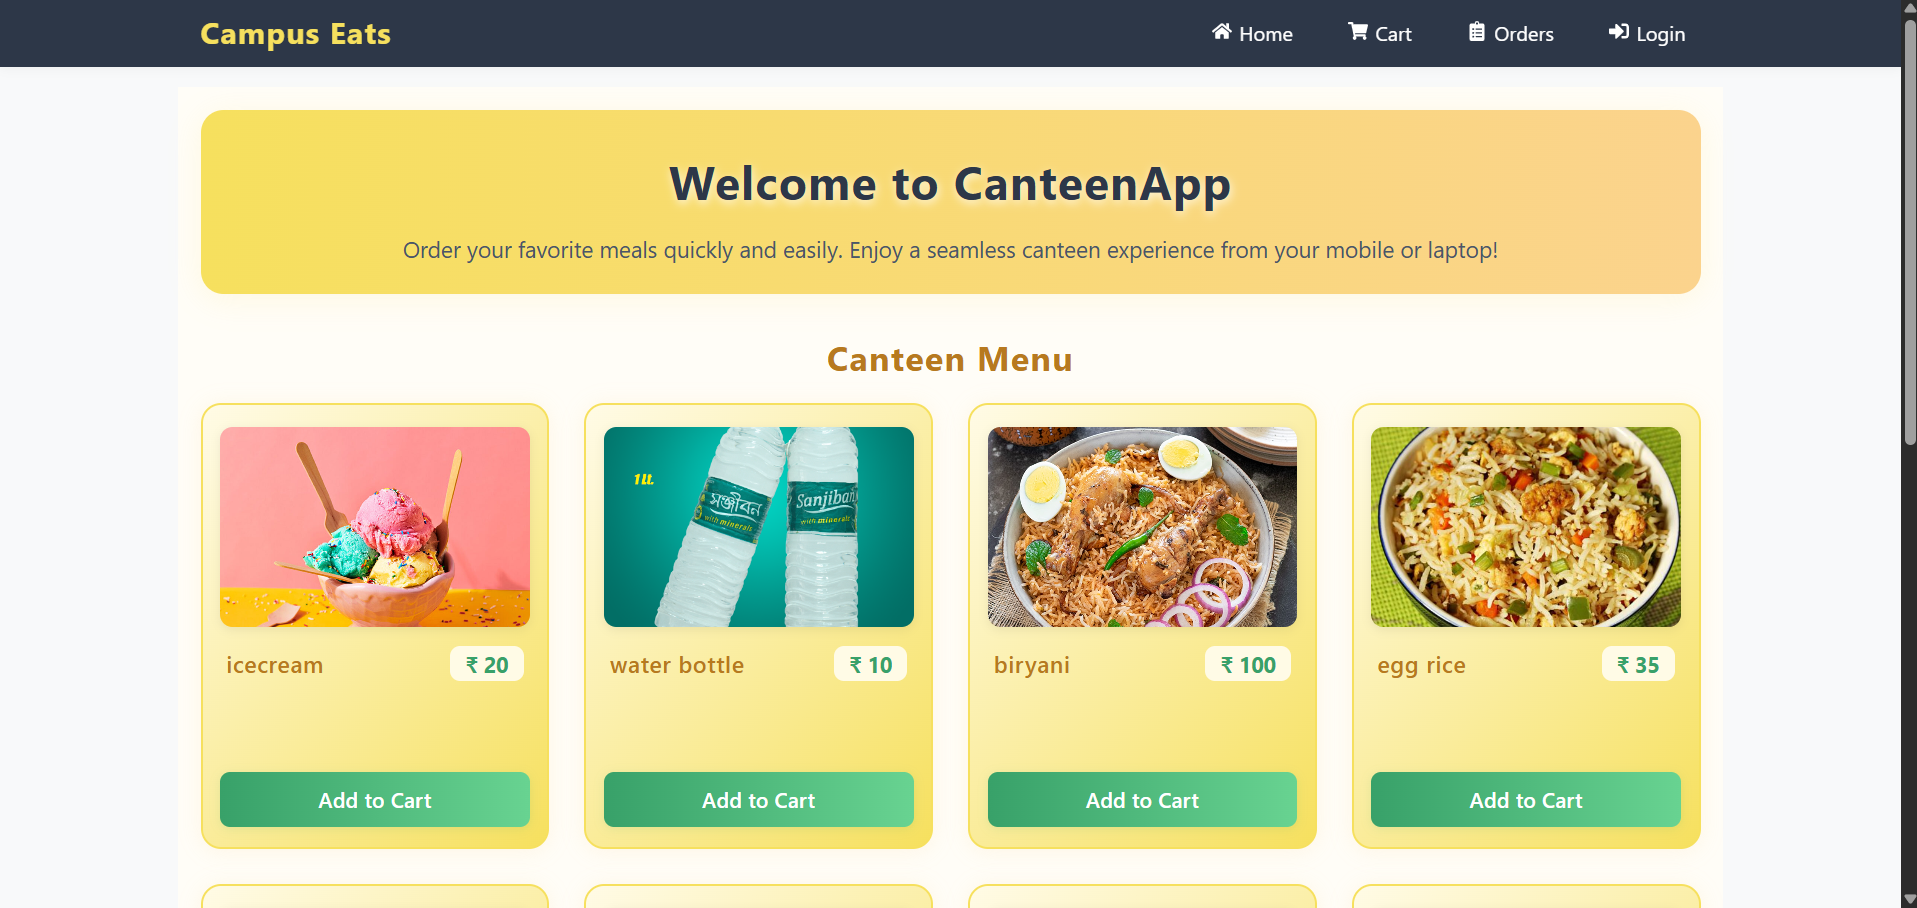 Campus Eats
Home
Cart
Orders
Login
Welcome to CanteenApp
Order your favorite meals quickly and easily. Enjoy a seamless canteen experience from your mobile or laptop!
Canteen Menu
1Lt.
সঞ্জীবন
with minerals
Sanjiban
with minerals
icecream
₹ 20
water bottle
₹ 10
biryani
₹ 100
egg rice
₹ 35
Add to Cart
Add to Cart
Add to Cart
Add to Cart